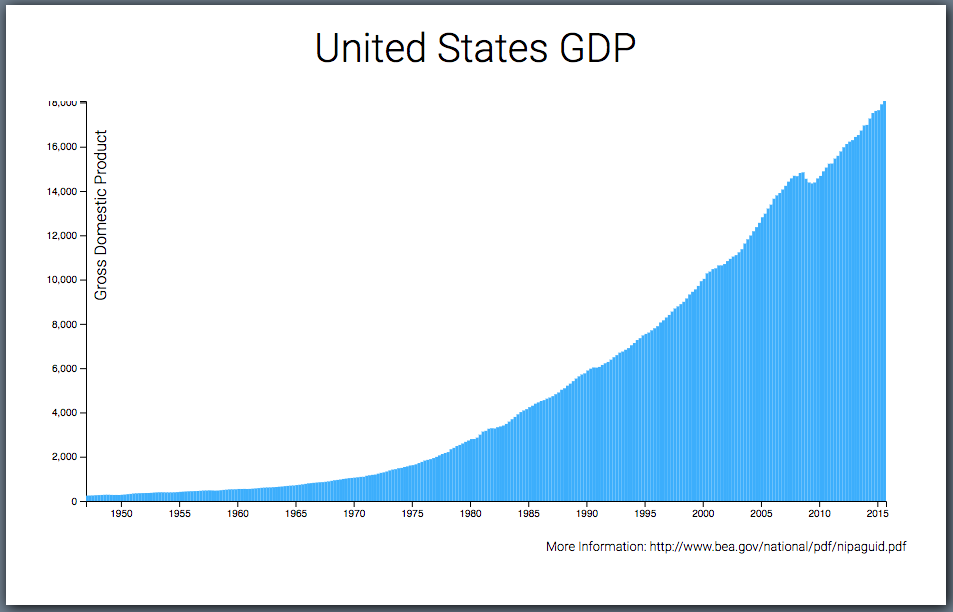 United States GDP
18,000
16,000
14,000
12,000
10,000
8,000
6,000
4,000
2,000
0
Gross Domestic Product
1950 1955 1960 1965 1970 1975 1980 1985 1990 1995 2000 2005 2010 2015
More Information: http://www.bea.gov/national/pdf/nipaguid.pdf